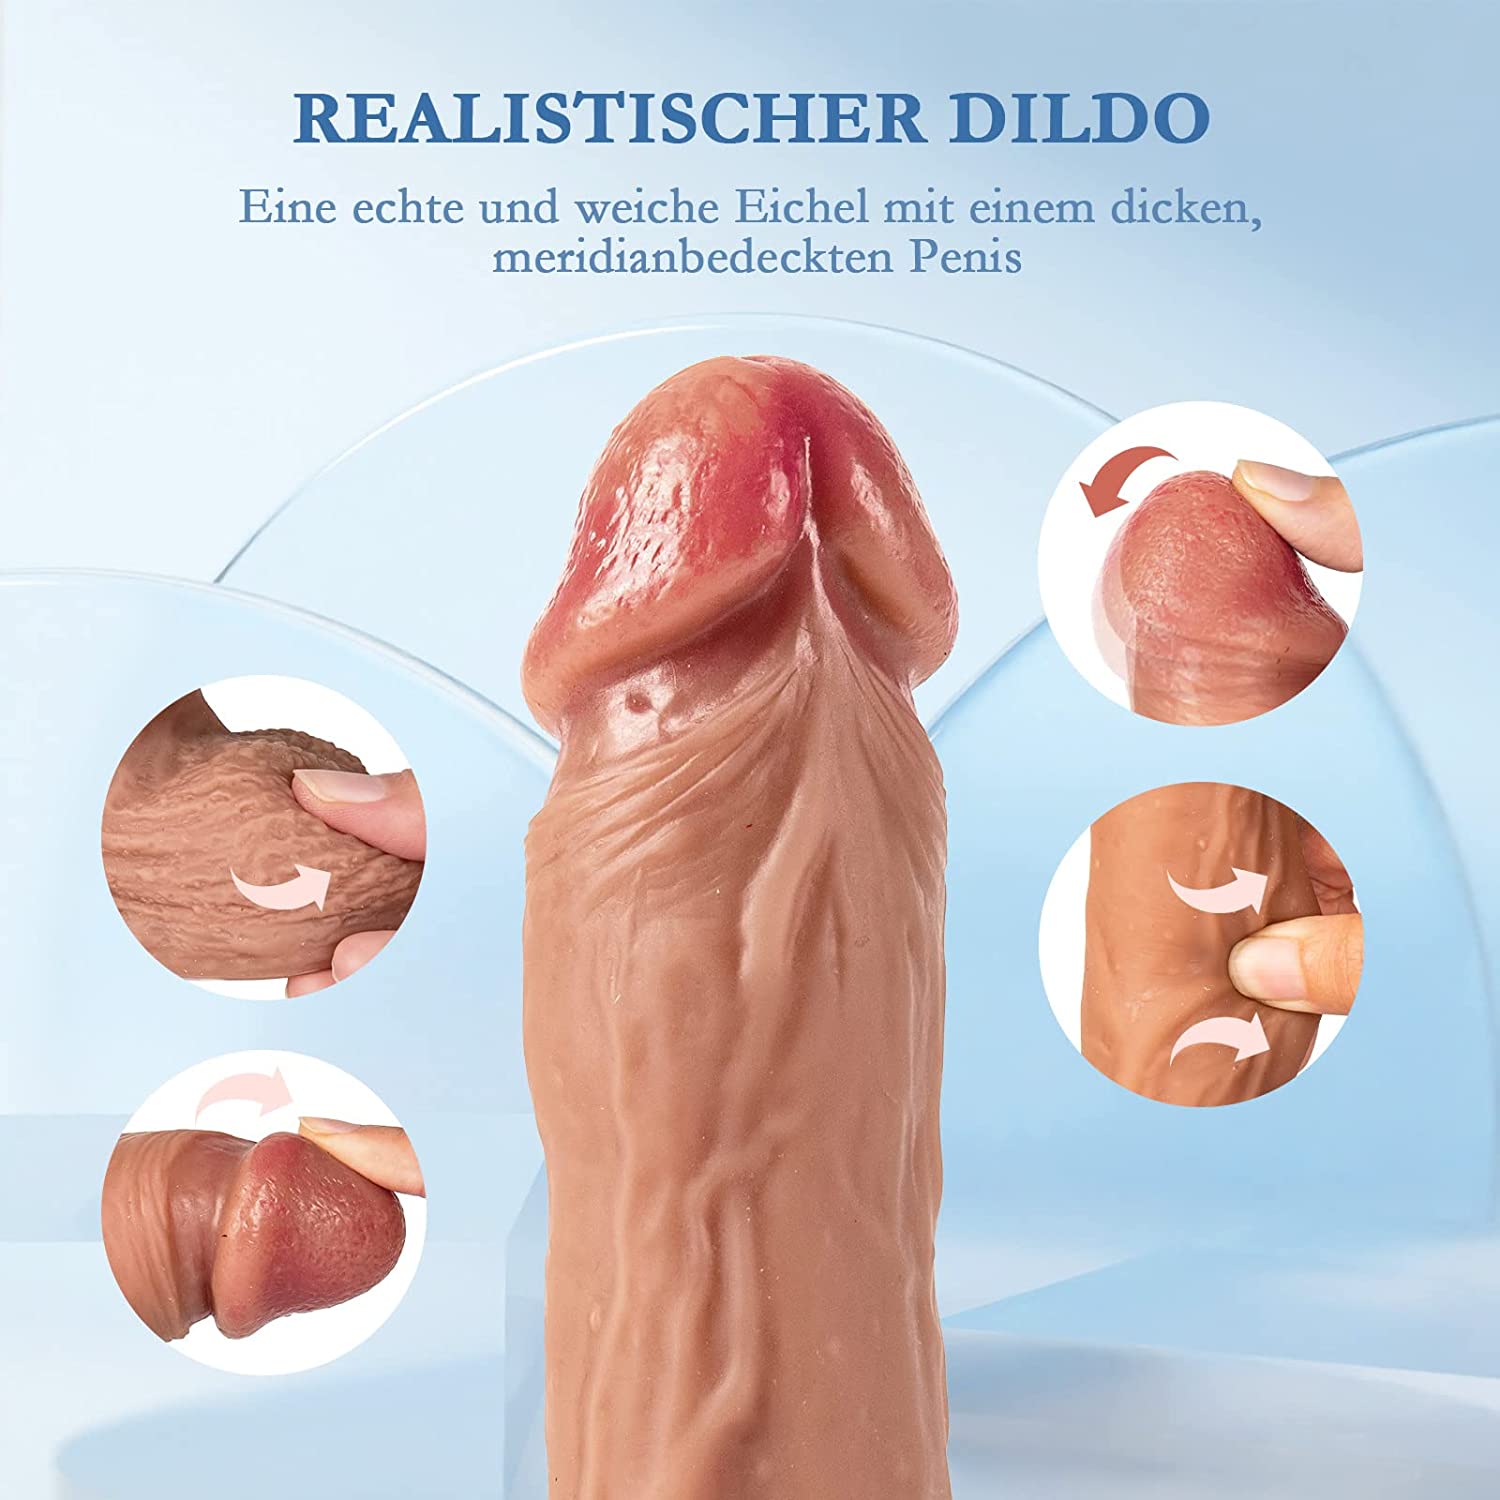 REALISTISCHER DILDO
Eine echte und weiche Eichel mit einem dicken,
meridianbedeckten Penis